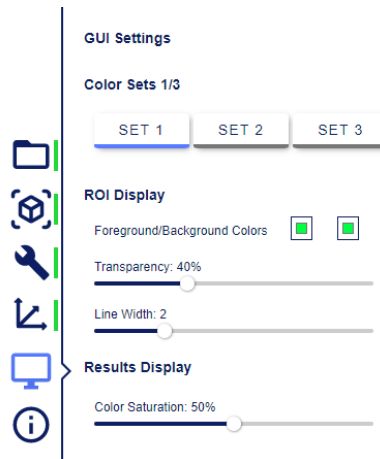 GUI Settings
Color Sets 1/3
SET 1 SET 2 SET 3
ROI Display
Foreground/Background Colors
Transparency: 40%
Line Width: 2
Results Display
Color Saturation: 50%